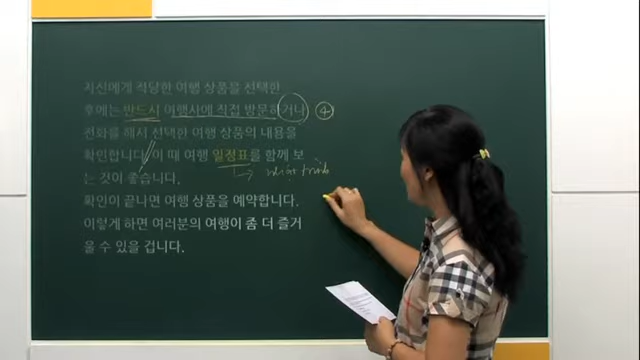 자신에게 적당한 여행 상품을 선택한
후에는 반드시 여행사에 직접 방문하거나 ④
전화를 해서 선택한 여행 상품의 내용을
확인합니다. 이 때 여행 일정표를 함께 보
는 것이 좋습니다.
확인이 끝나면 여행 상품을 예약합니다.
이렇게 하면 여러분의 여행이 좀 더 즐거
울 수 있을 겁니다.